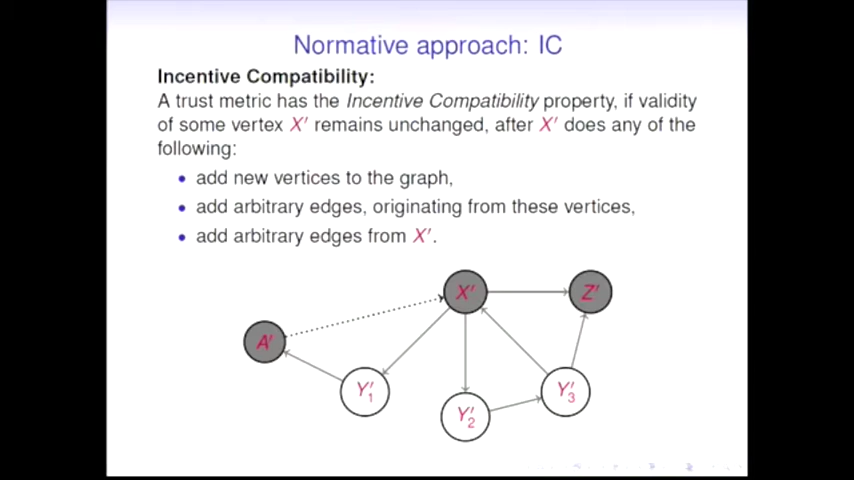 Normative approach: IC
Incentive Compatibility:
A trust metric has the Incentive Compatibility property, if validity
of some vertex X′ remains unchanged, after X′ does any of the
following:
• add new vertices to the graph,
• add arbitrary edges, originating from these vertices,
• add arbitrary edges from X′.
X′
Z′
A′
Y′₁
Y′₂
Y′₃